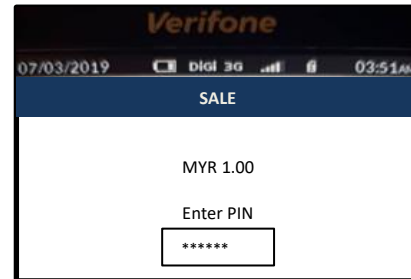 Verifone
07/03/2019 DIGI 3G 03:51AM
SALE
MYR 1.00
Enter PIN
******